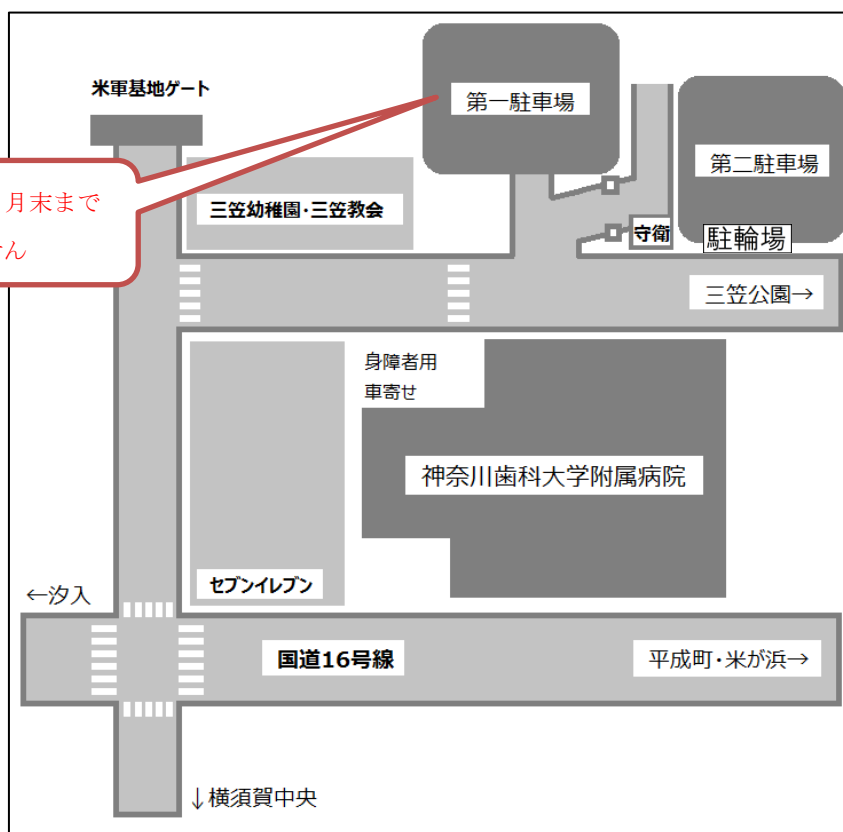 米軍基地ゲート
第一駐車場
第二駐車場
月末まで
三笠幼稚園・三笠教会
守衛
駐輪場
三笠公園→
身障者用
車寄せ
神奈川歯科大学附属病院
セブンイレブン
←汐入
国道16号線
平成町・米が浜→
↓横須賀中央